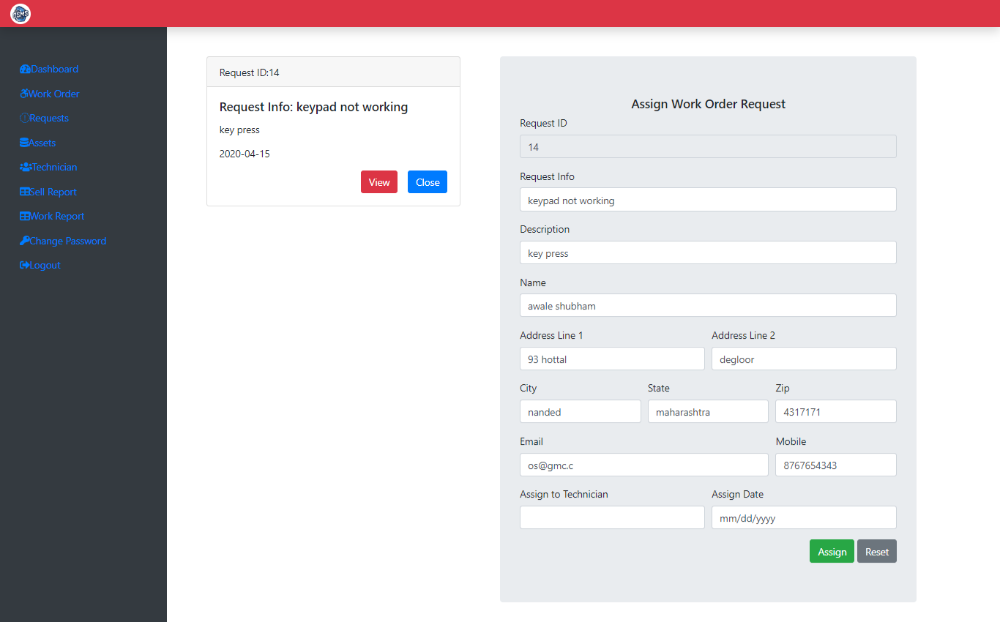 OSMS
Dashboard
Work Order
Requests
Assets
Technician
Sell Report
Work Report
Change Password
Logout
Request ID:14
Request Info: keypad not working
key press
2020-04-15
View Close
Assign Work Order Request
Request ID
14
Request Info
keypad not working
Description
key press
Name
awale shubham
Address Line 1 Address Line 2
93 hottal degloor
City State Zip
nanded maharashtra 4317171
Email Mobile
os@gmc.c 8767654343
Assign to Technician Assign Date
mm/dd/yyyy
Assign Reset